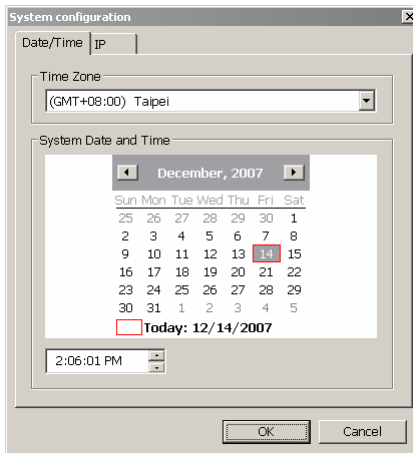 System configuration
Date/Time IP
Time Zone
(GMT+08:00) Taipei
System Date and Time
December, 2007
Sun Mon Tue Wed Thu Fri Sat
25 26 27 28 29 30 1
2 3 4 5 6 7 8
9 10 11 12 13 14 15
16 17 18 19 20 21 22
23 24 25 26 27 28 29
30 31 1 2 3 4 5
Today: 12/14/2007
2:06:01 PM
OK Cancel